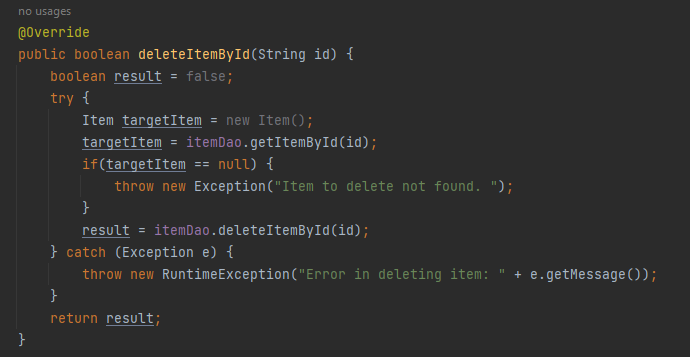 no usages
@Override
public boolean deleteItemById(String id) {
    boolean result = false;
    try {
        Item targetItem = new Item();
        targetItem = itemDao.getItemById(id);
        if(targetItem == null) {
            throw new Exception("Item to delete not found. ");
        }
        result = itemDao.deleteItemById(id);
    } catch (Exception e) {
        throw new RuntimeException("Error in deleting item: " + e.getMessage());
    }
    return result;
}